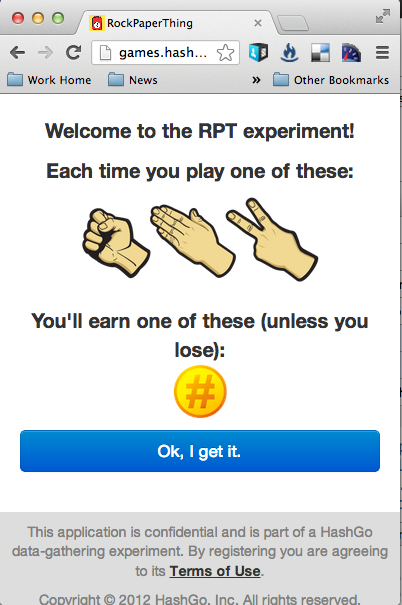 RockPaperThing
games.hash
Work Home
News
»
Other Bookmarks
Welcome to the RPT experiment!
Each time you play one of these:
You'll earn one of these (unless you
lose):
#
Ok, I get it.
This application is confidential and is part of a HashGo
data-gathering experiment. By registering you are agreeing
to its Terms of Use.
Copyright © 2012 HashGo, Inc. All rights reserved.